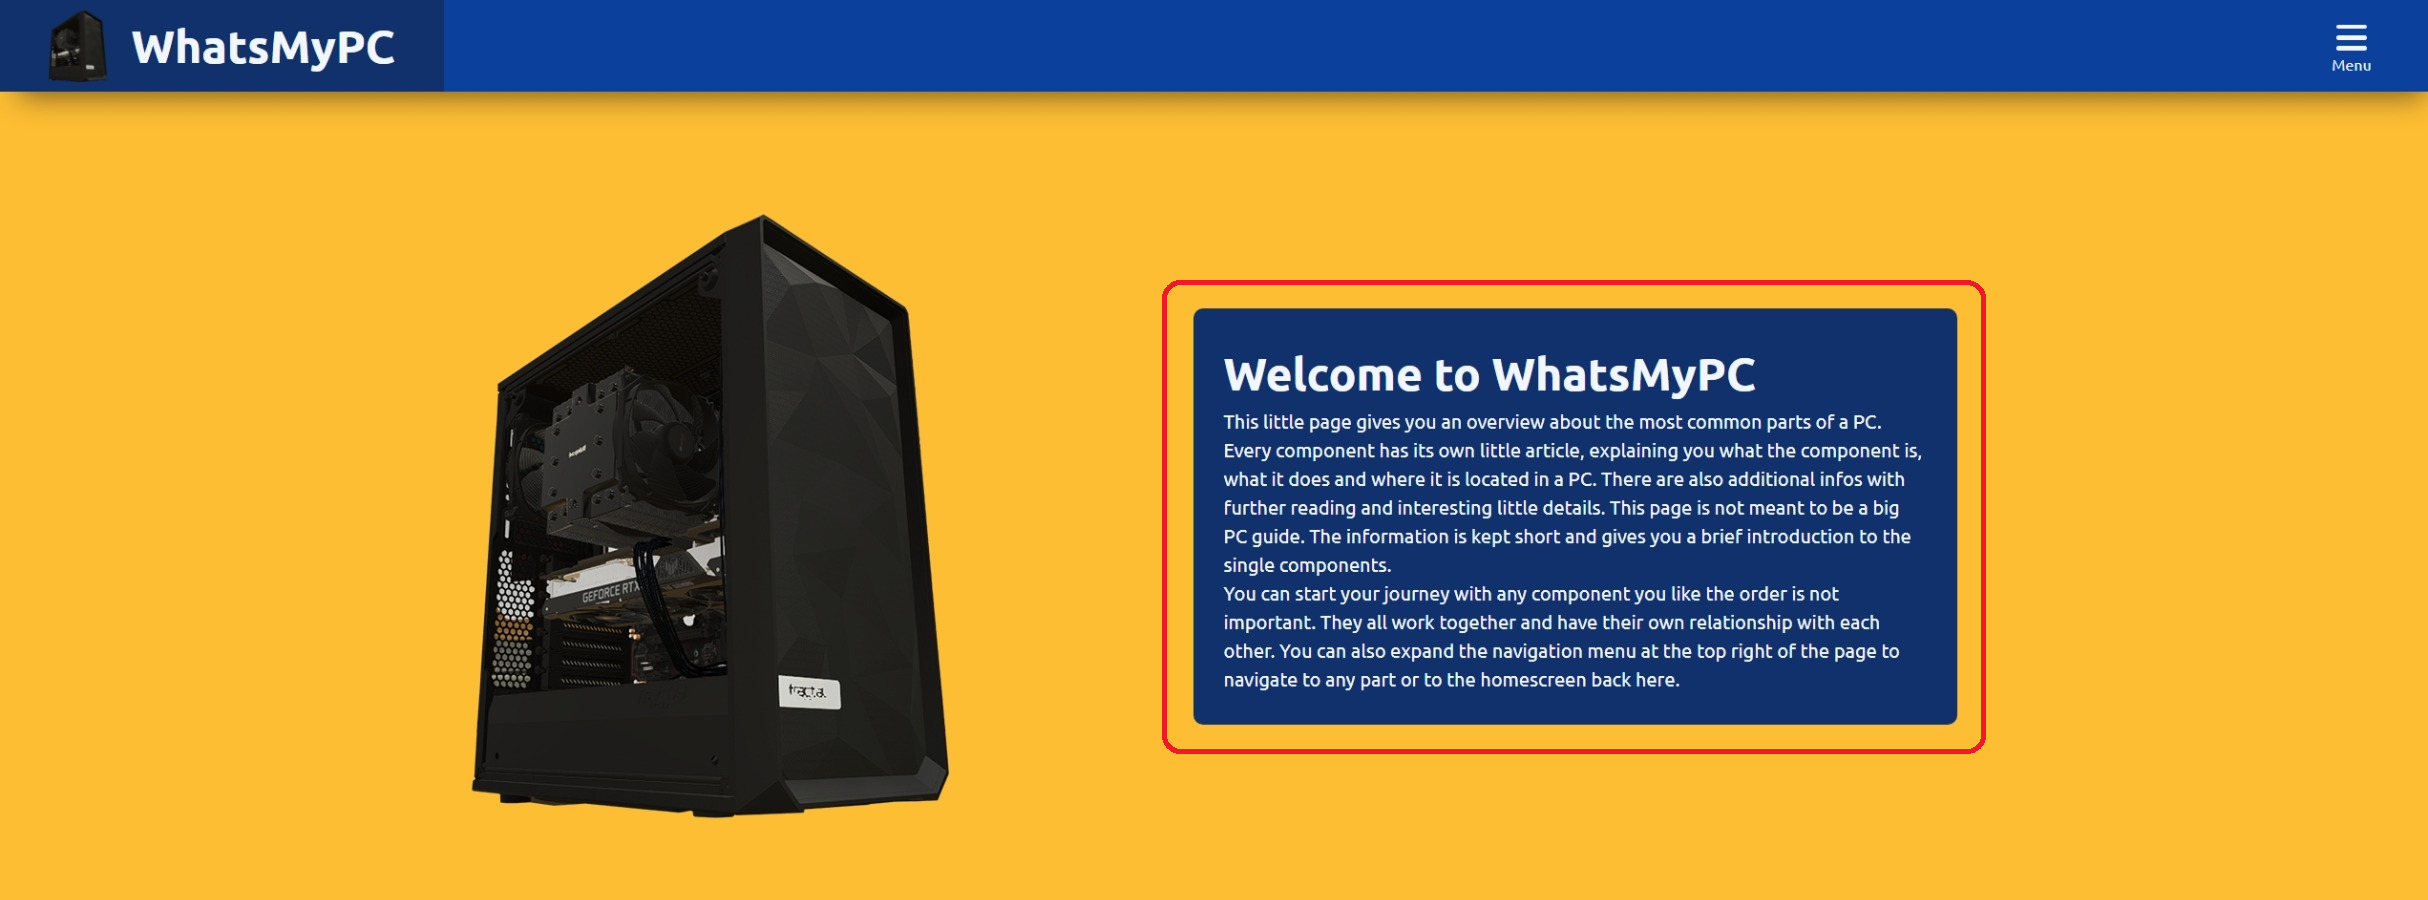 WhatsMyPC
Menu
Welcome to WhatsMyPC
This little page gives you an overview about the most common parts of a PC.
Every component has its own little article, explaining you what the component is,
what it does and where it is located in a PC. There are also additional infos with
further reading and interesting little details. This page is not meant to be a big
PC guide. The information is kept short and gives you a brief introduction to the
single components.
You can start your journey with any component you like the order is not
important. They all work together and have their own relationship with each
other. You can also expand the navigation menu at the top right of the page to
navigate to any part or to the homescreen back here.
GEFORCE RTX
fractal